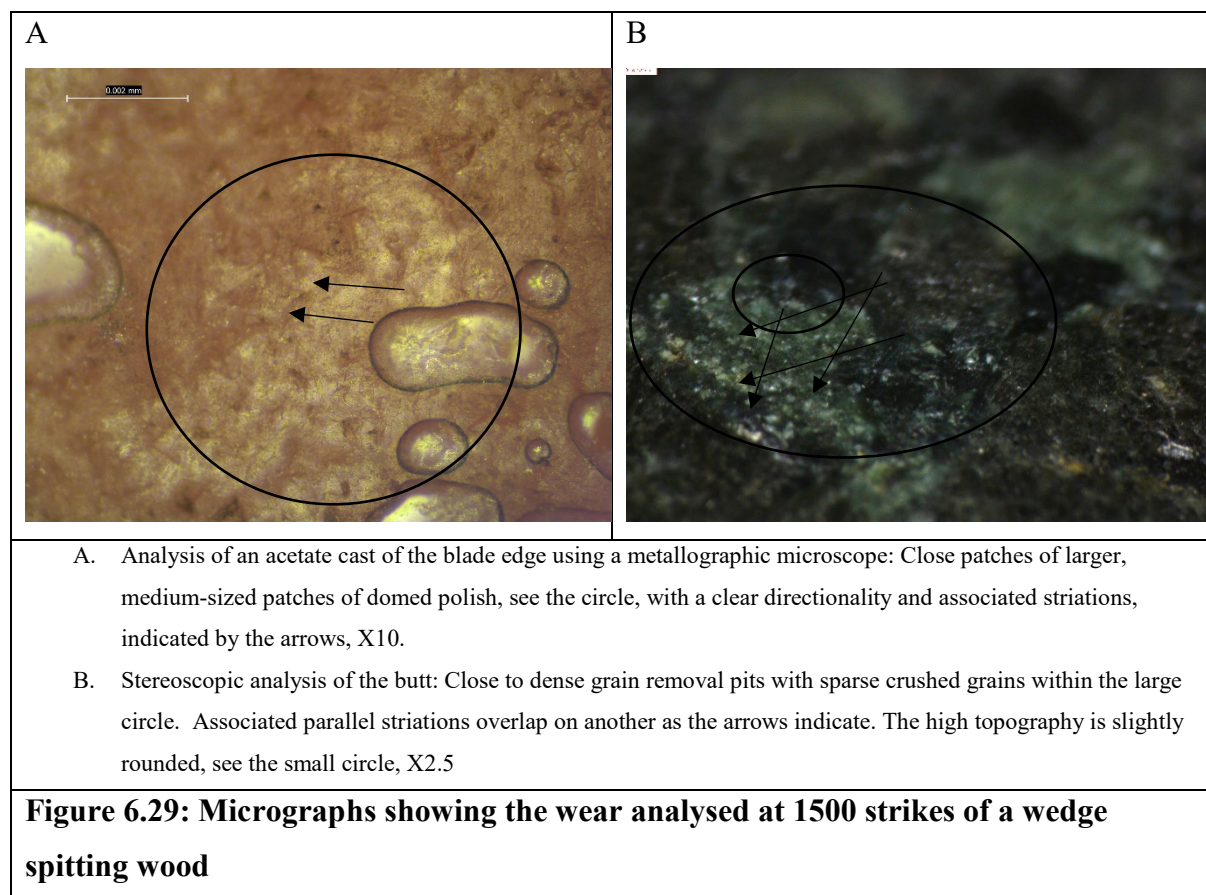 A
B
0.002 mm
A. Analysis of an acetate cast of the blade edge using a metallographic microscope: Close patches of larger,
medium-sized patches of domed polish, see the circle, with a clear directionality and associated striations,
indicated by the arrows, X10.
B. Stereoscopic analysis of the butt: Close to dense grain removal pits with sparse crushed grains within the large
circle. Associated parallel striations overlap on another as the arrows indicate. The high topography is slightly
rounded, see the small circle, X2.5
Figure 6.29: Micrographs showing the wear analysed at 1500 strikes of a wedge
spitting wood